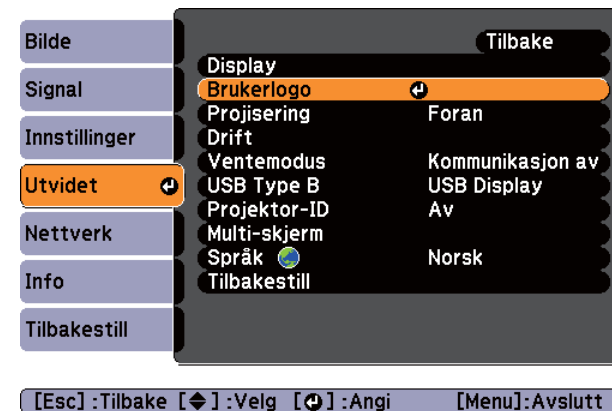 Bilde
Signal
Innstillinger
Utvidet
Nettverk
Info
Tilbakestill
Tilbake
Display
Brukerlogo
Projisering Foran
Drift
Ventemodus Kommunikasjon av
USB Type B USB Display
Projektor-ID Av
Multi-skjerm
Språk Norsk
Tilbakestill
[Esc] :Tilbake [◆] :Velg [↵] :Angi [Menu]:Avslutt